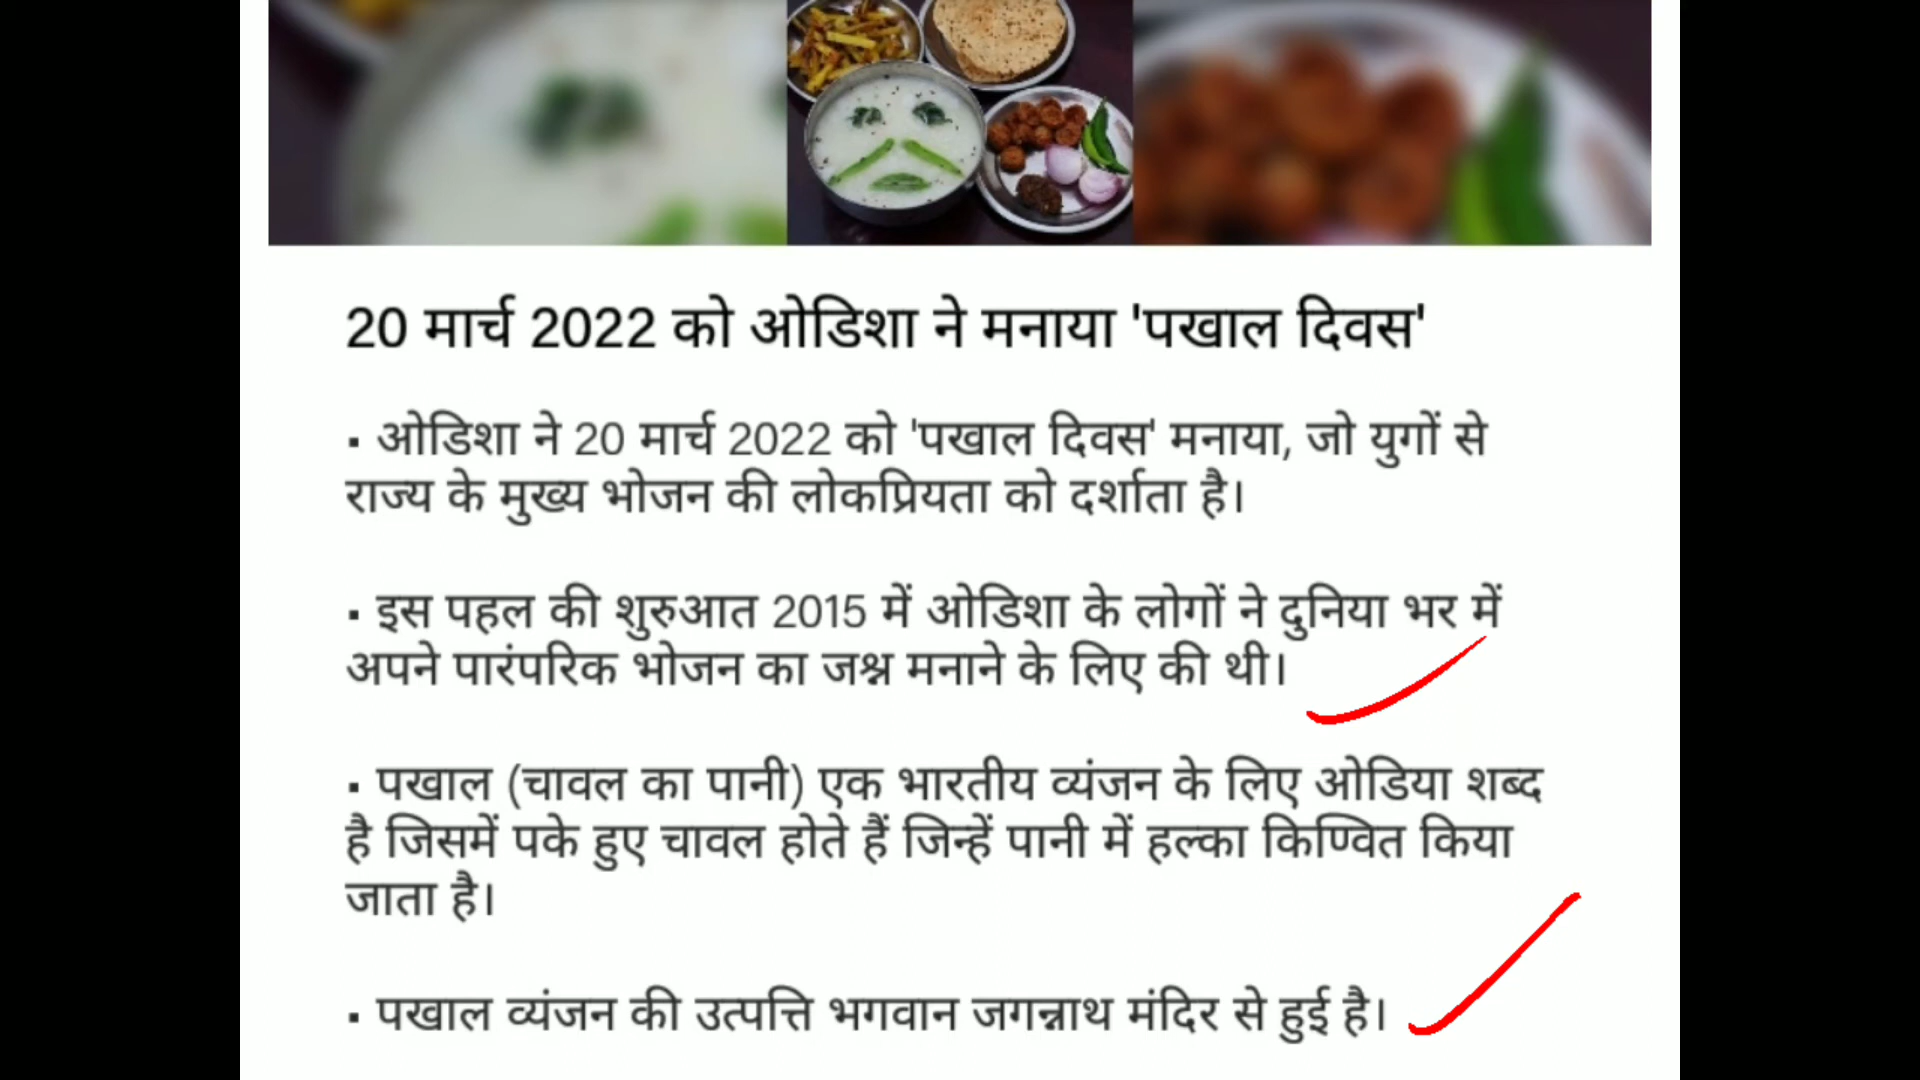 20 मार्च 2022 को ओडिशा ने मनाया 'पखाल दिवस'
▪ ओडिशा ने 20 मार्च 2022 को 'पखाल दिवस' मनाया, जो युगों से
राज्य के मुख्य भोजन की लोकप्रियता को दर्शाता है।
▪ इस पहल की शुरुआत 2015 में ओडिशा के लोगों ने दुनिया भर में
अपने पारंपरिक भोजन का जश्न मनाने के लिए की थी।
▪ पखाल (चावल का पानी) एक भारतीय व्यंजन के लिए ओडिया शब्द
है जिसमें पके हुए चावल होते हैं जिन्हें पानी में हल्का किण्वित किया
जाता है।
▪ पखाल व्यंजन की उत्पत्ति भगवान जगन्नाथ मंदिर से हुई है।